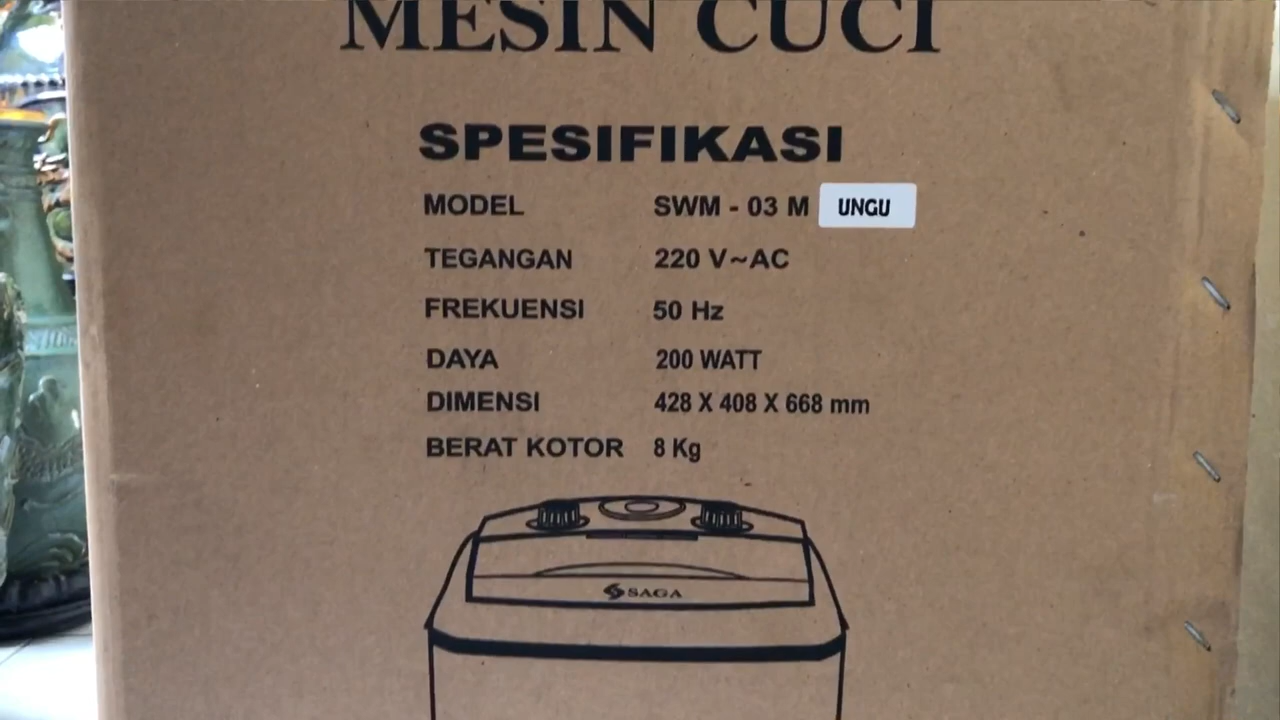 MESIN CUCI
SPESIFIKASI
MODEL SWM - 03 M UNGU
TEGANGAN 220 V~AC
FREKUENSI 50 Hz
DAYA 200 WATT
DIMENSI 428 X 408 X 668 mm
BERAT KOTOR 8 Kg
SAGA